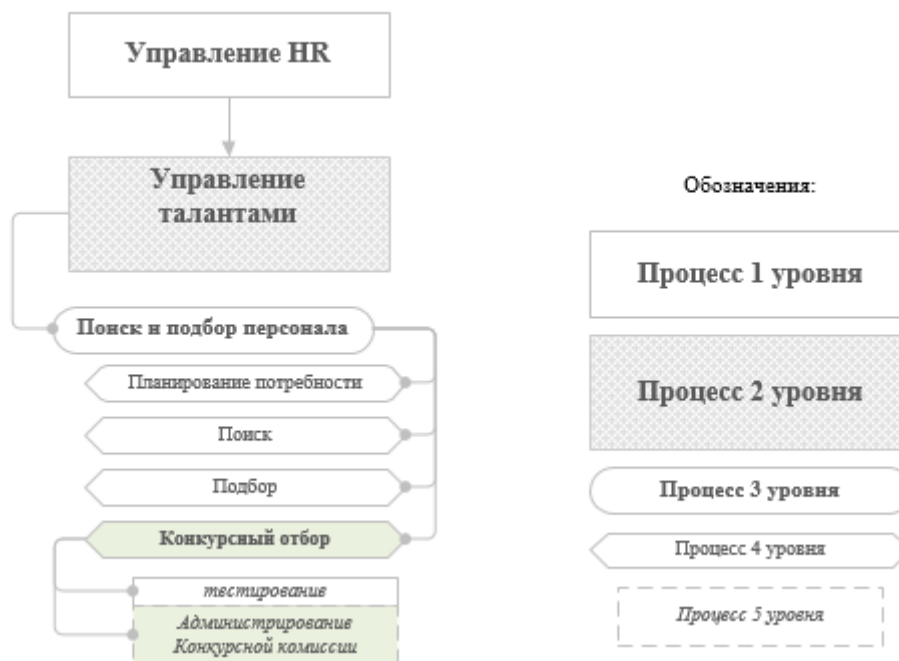 Управление HR
Управление
талантами
Поиск и подбор персонала
Планирование потребности
Поиск
Подбор
Конкурсный отбор
тестирование
Администрирование
Конкурсной комиссии
Обозначения:
Процесс 1 уровня
Процесс 2 уровня
Процесс 3 уровня
Процесс 4 уровня
Процесс 5 уровня